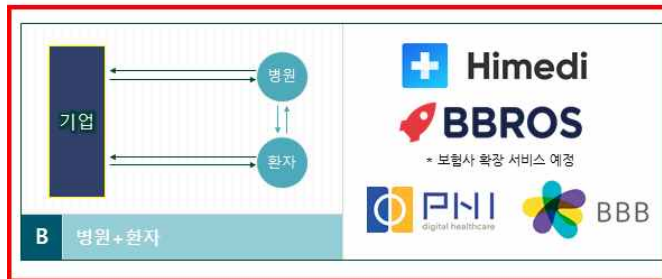 기업
병원
환자
B 병원+환자
Himedi
BBROS
* 보험사 확장 서비스 예정
PHI
digital healthcare
BBB